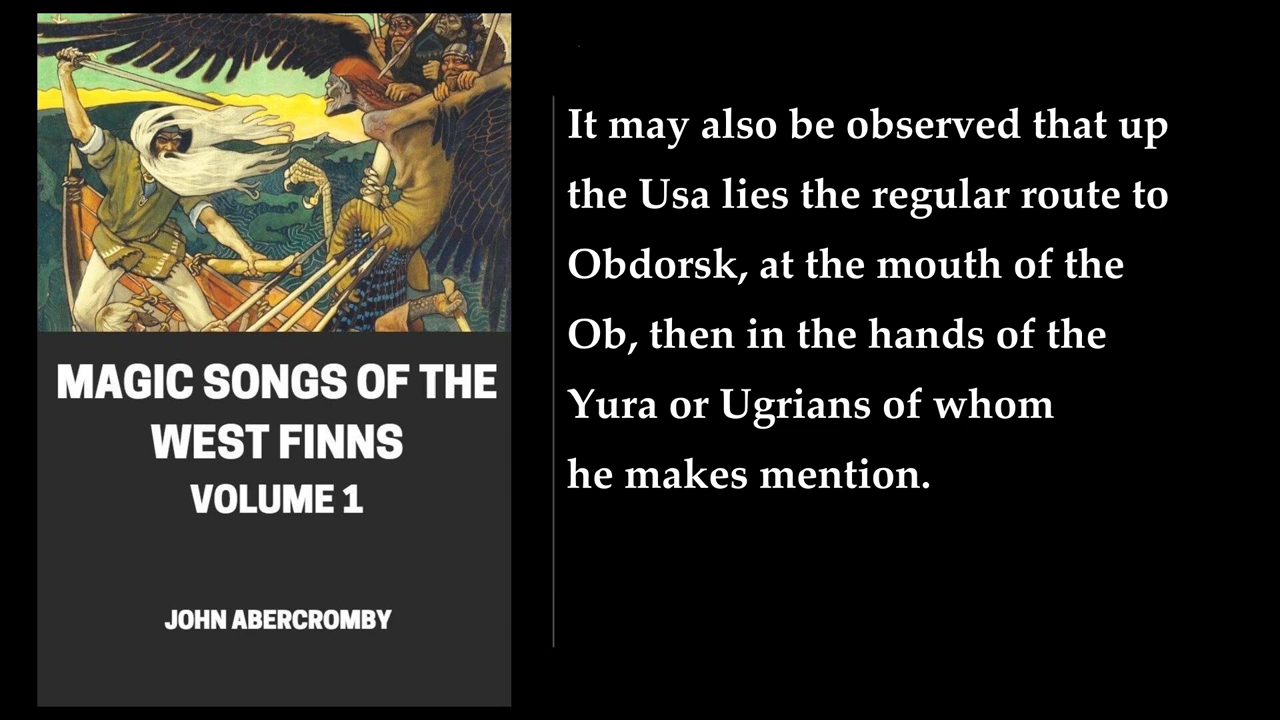 MAGIC SONGS OF THE
WEST FINNS
VOLUME 1
JOHN ABERCROMBY
It may also be observed that up
the Usa lies the regular route to
Obdorsk, at the mouth of the
Ob, then in the hands of the
Yura or Ugrians of whom
he makes mention.